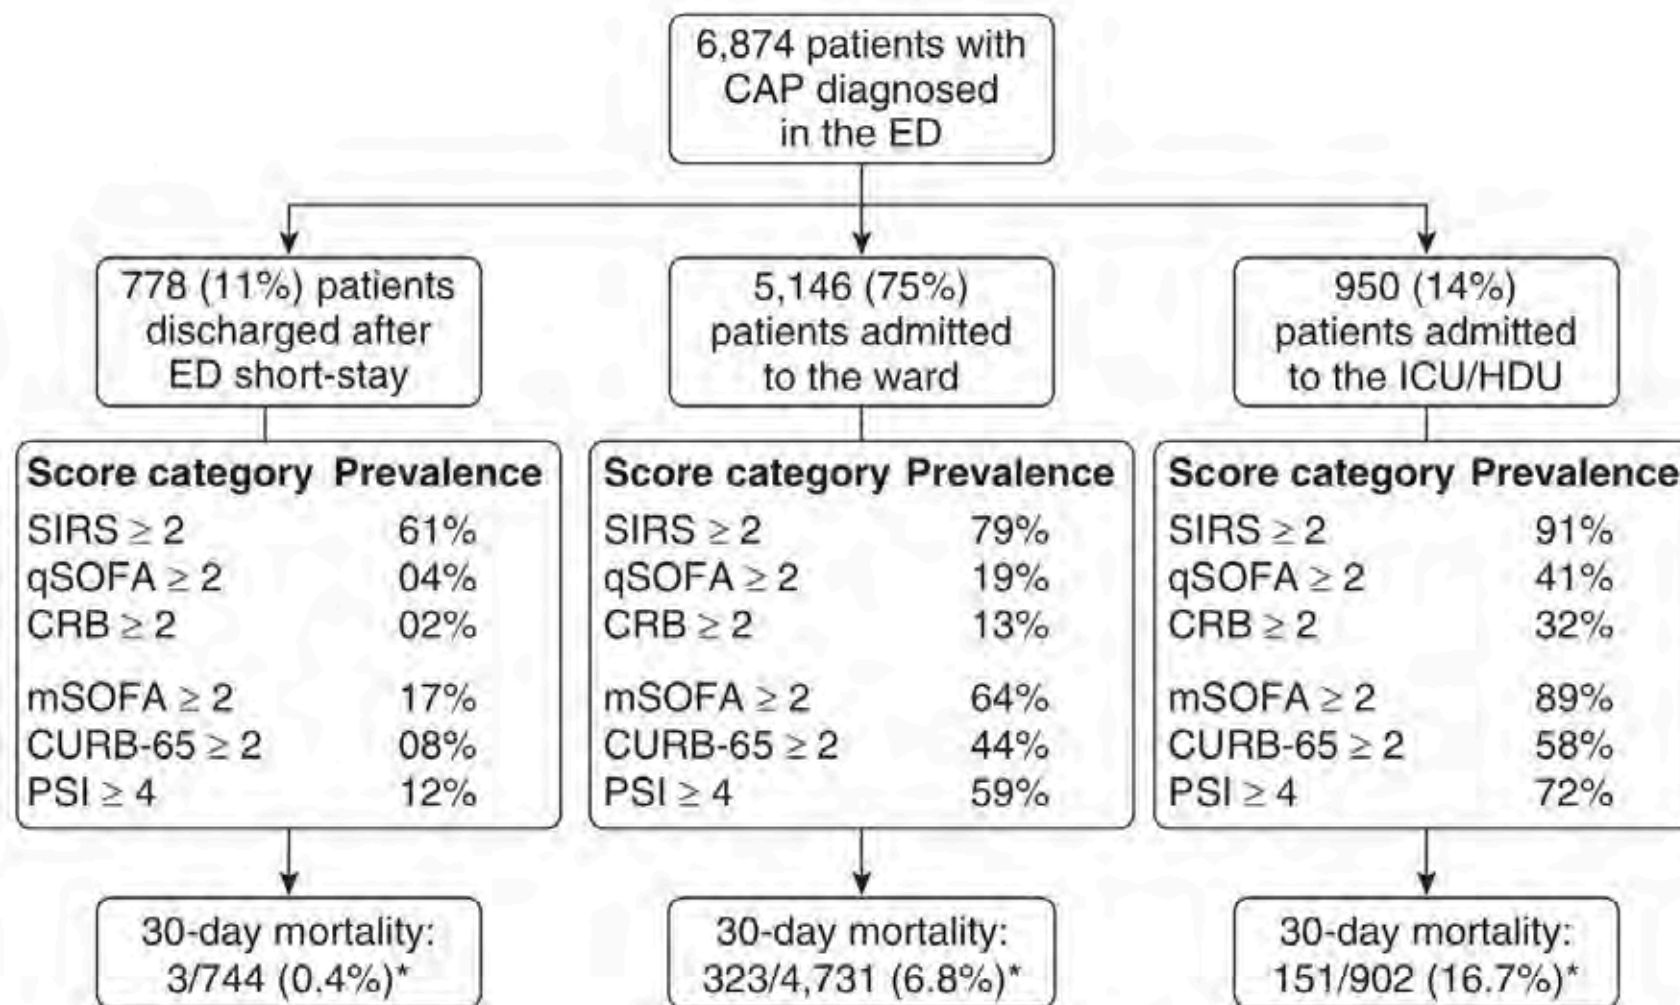 6,874 patients with
CAP diagnosed
in the ED
778 (11%) patients
discharged after
ED short-stay
5,146 (75%)
patients admitted
to the ward
950 (14%)
patients admitted
to the ICU/HDU
Score category Prevalence
SIRS ≥ 2 61%
qSOFA ≥ 2 04%
CRB ≥ 2 02%
mSOFA ≥ 2 17%
CURB-65 ≥ 2 08%
PSI ≥ 4 12%
Score category Prevalence
SIRS ≥ 2 79%
qSOFA ≥ 2 19%
CRB ≥ 2 13%
mSOFA ≥ 2 64%
CURB-65 ≥ 2 44%
PSI ≥ 4 59%
Score category Prevalence
SIRS ≥ 2 91%
qSOFA ≥ 2 41%
CRB ≥ 2 32%
mSOFA ≥ 2 89%
CURB-65 ≥ 2 58%
PSI ≥ 4 72%
30-day mortality:
3/744 (0.4%)*
30-day mortality:
323/4,731 (6.8%)*
30-day mortality:
151/902 (16.7%)*